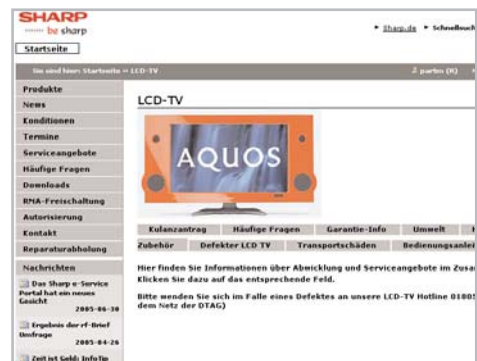 SHARP
be sharp
Sharp.de Schnellsuch
Startseite
Sie sind hier: Startseite » LCD-TV
partm (R)
Produkte
News
Konditionen
Termine
Serviceangebote
Häufige Fragen
Downloads
RMA-Freischaltung
Autorisierung
Kontakt
Reparaturabholung
Nachrichten
Das Sharp e-Service
Portal hat ein neues
Gesicht
2005-06-30
Ergebnis der rf-Brief
Umfrage
2005-04-26
Zeit ist Geld: InfoTip
LCD-TV
AQUOS
Kulanzantrag Häufige Fragen Garantie-Info Umwelt
Zubehör Defekter LCD TV Transportschäden Bedienungsanlei
Hier finden Sie Informationen über Abwicklung und Serviceangebote im Zusa
Klicken Sie dazu auf das entsprechende Feld.
Bitte wenden Sie sich im Falle eines Defektes an unsere LCD-TV Hotline 01805
dem Netz der DTAG)